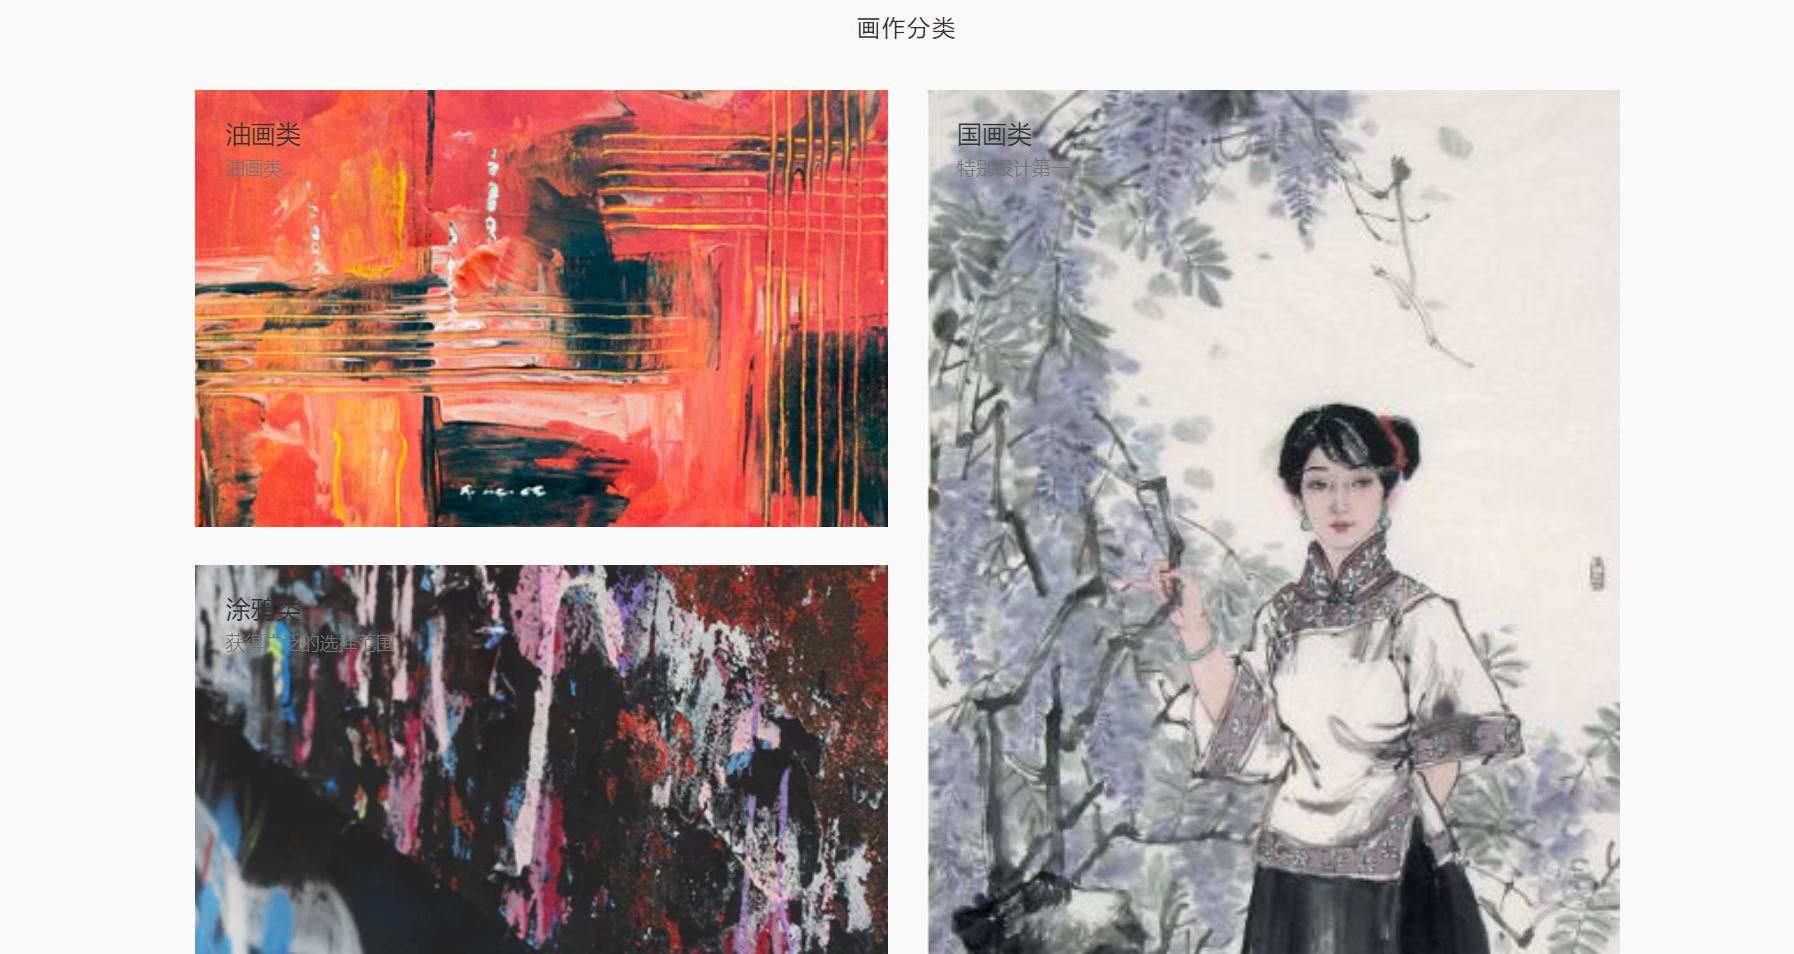 画作分类
油画类
油画类...
国画类
特别设计第一
涂鸦类
获得广泛的选择范围